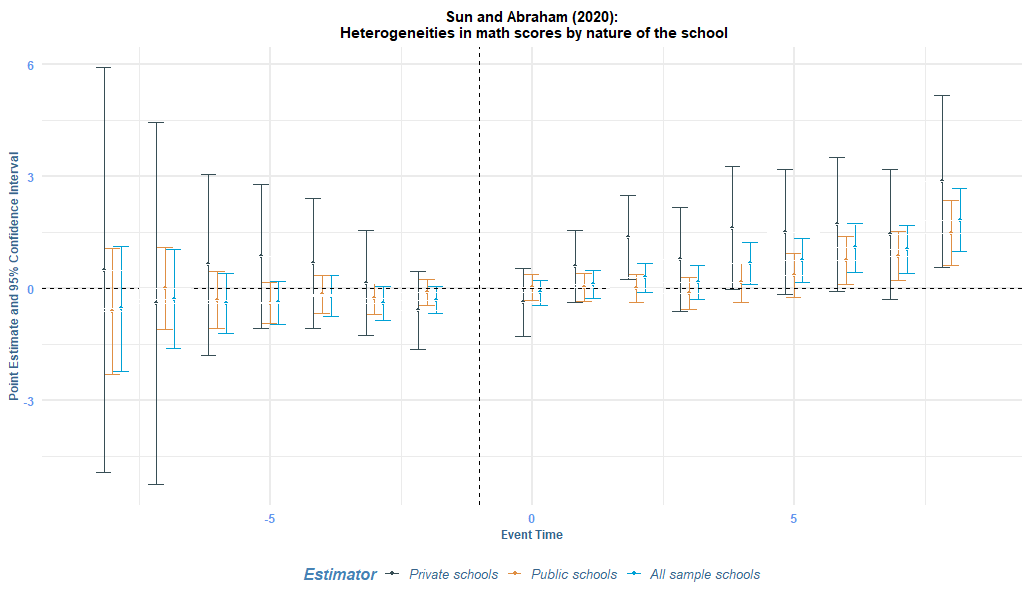 Sun and Abraham (2020):
Heterogeneities in math scores by nature of the school
Point Estimate and 95% Confidence Interval
6
3
0
-3
-5
0
5
Event Time
Estimator Private schools Public schools All sample schools